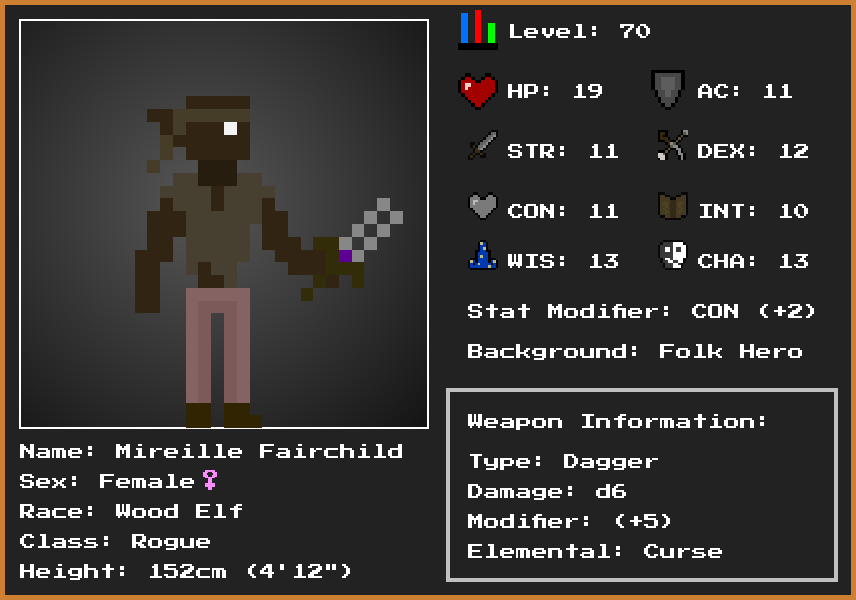 Level: 70
HP: 19 AC: 11
STR: 11 DEX: 12
CON: 11 INT: 10
WIS: 13 CHA: 13
Stat Modifier: CON (+2)
Background: Folk Hero
Weapon Information:
Type: Dagger
Damage: d6
Modifier: (+5)
Elemental: Curse
Name: Mireille Fairchild
Sex: Female♀
Race: Wood Elf
Class: Rogue
Height: 152cm (4'12")